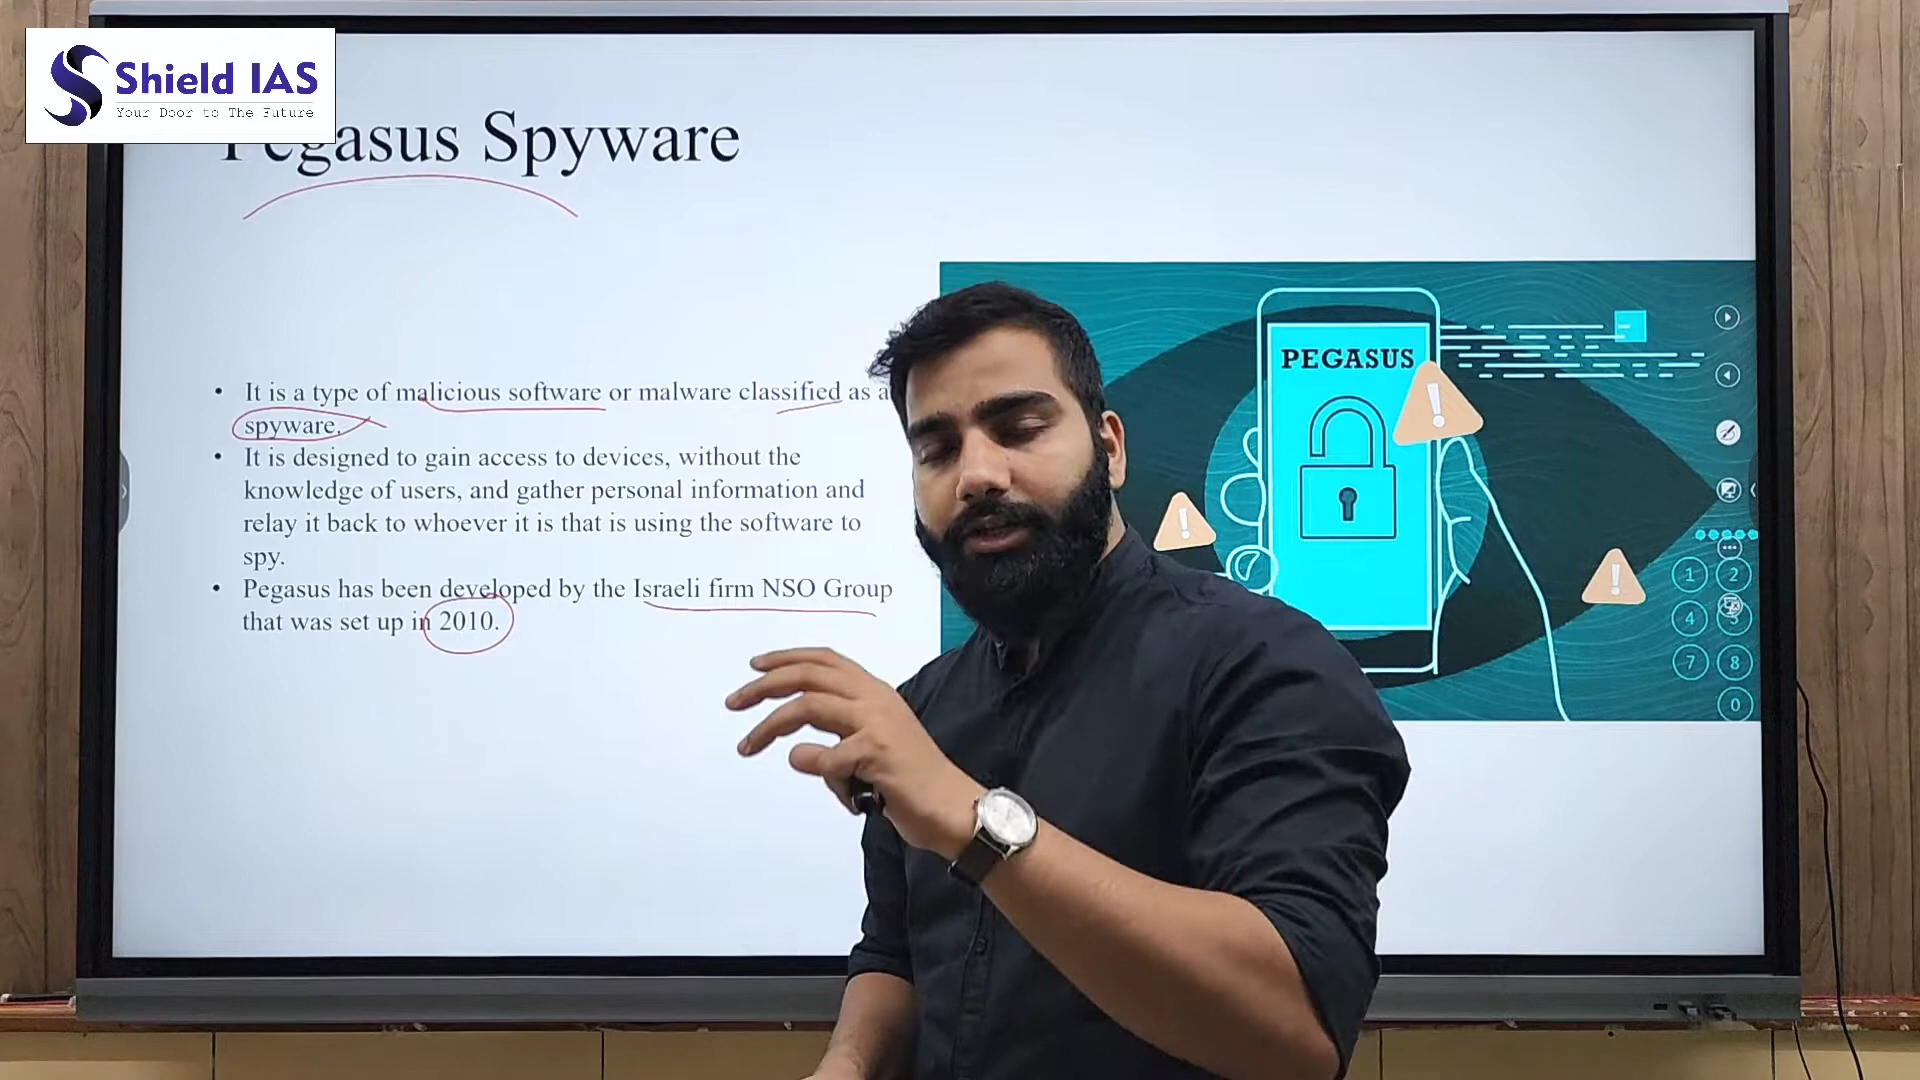 Shield IAS
Your Door to The Future
Pegasus Spyware
• It is a type of malicious software or malware classified as a
spyware.
• It is designed to gain access to devices, without the
knowledge of users, and gather personal information and
relay it back to whoever it is that is using the software to
spy.
• Pegasus has been developed by the Israeli firm NSO Group
that was set up in 2010.
PEGASUS
1 2
4 5
7 8
0